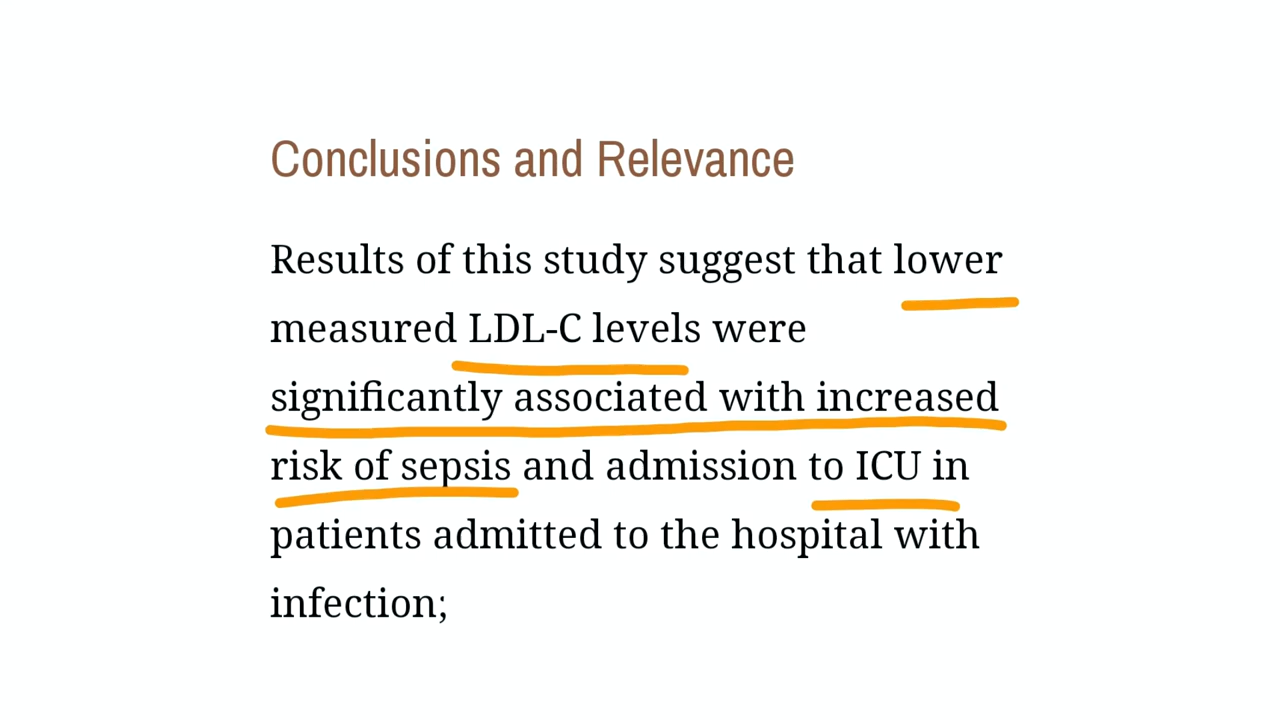 Conclusions and Relevance
Results of this study suggest that lower
measured LDL-C levels were
significantly associated with increased
risk of sepsis and admission to ICU in
patients admitted to the hospital with
infection;